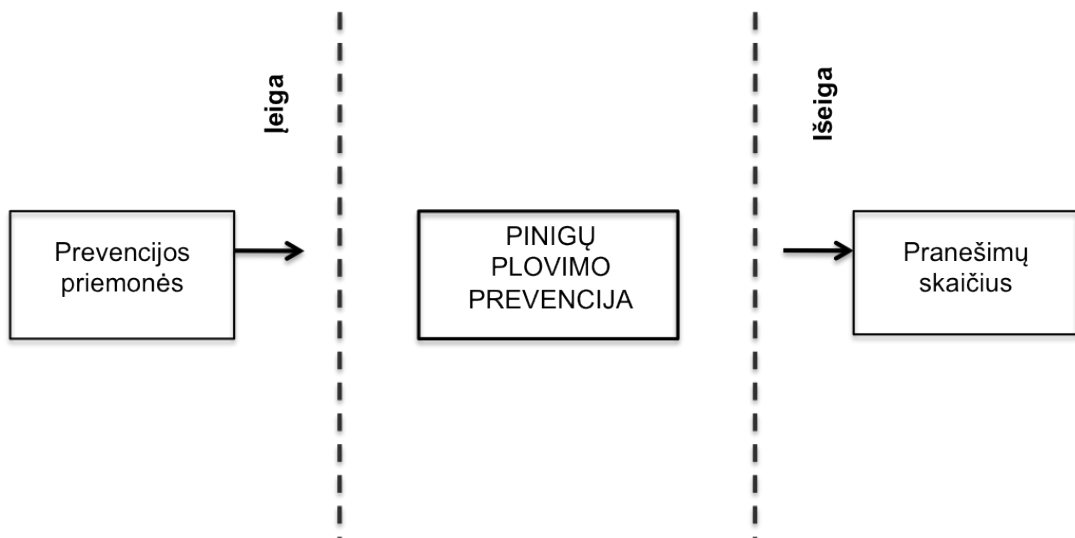 Įeiga
Išeiga
Prevencijos
priemonės
PINIGŲ
PLOVIMO
PREVENCIJA
Pranešimų
skaičius